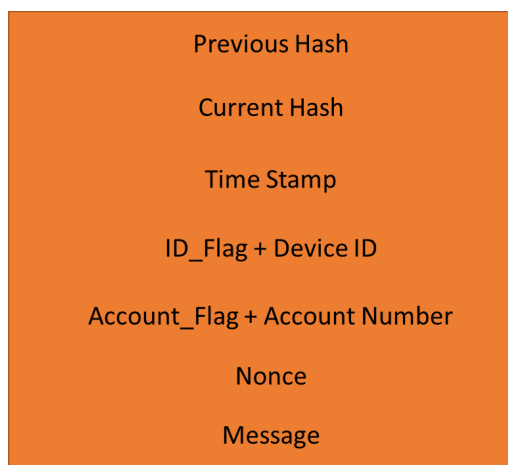 Previous Hash
Current Hash
Time Stamp
ID_Flag + Device ID
Account_Flag + Account Number
Nonce
Message